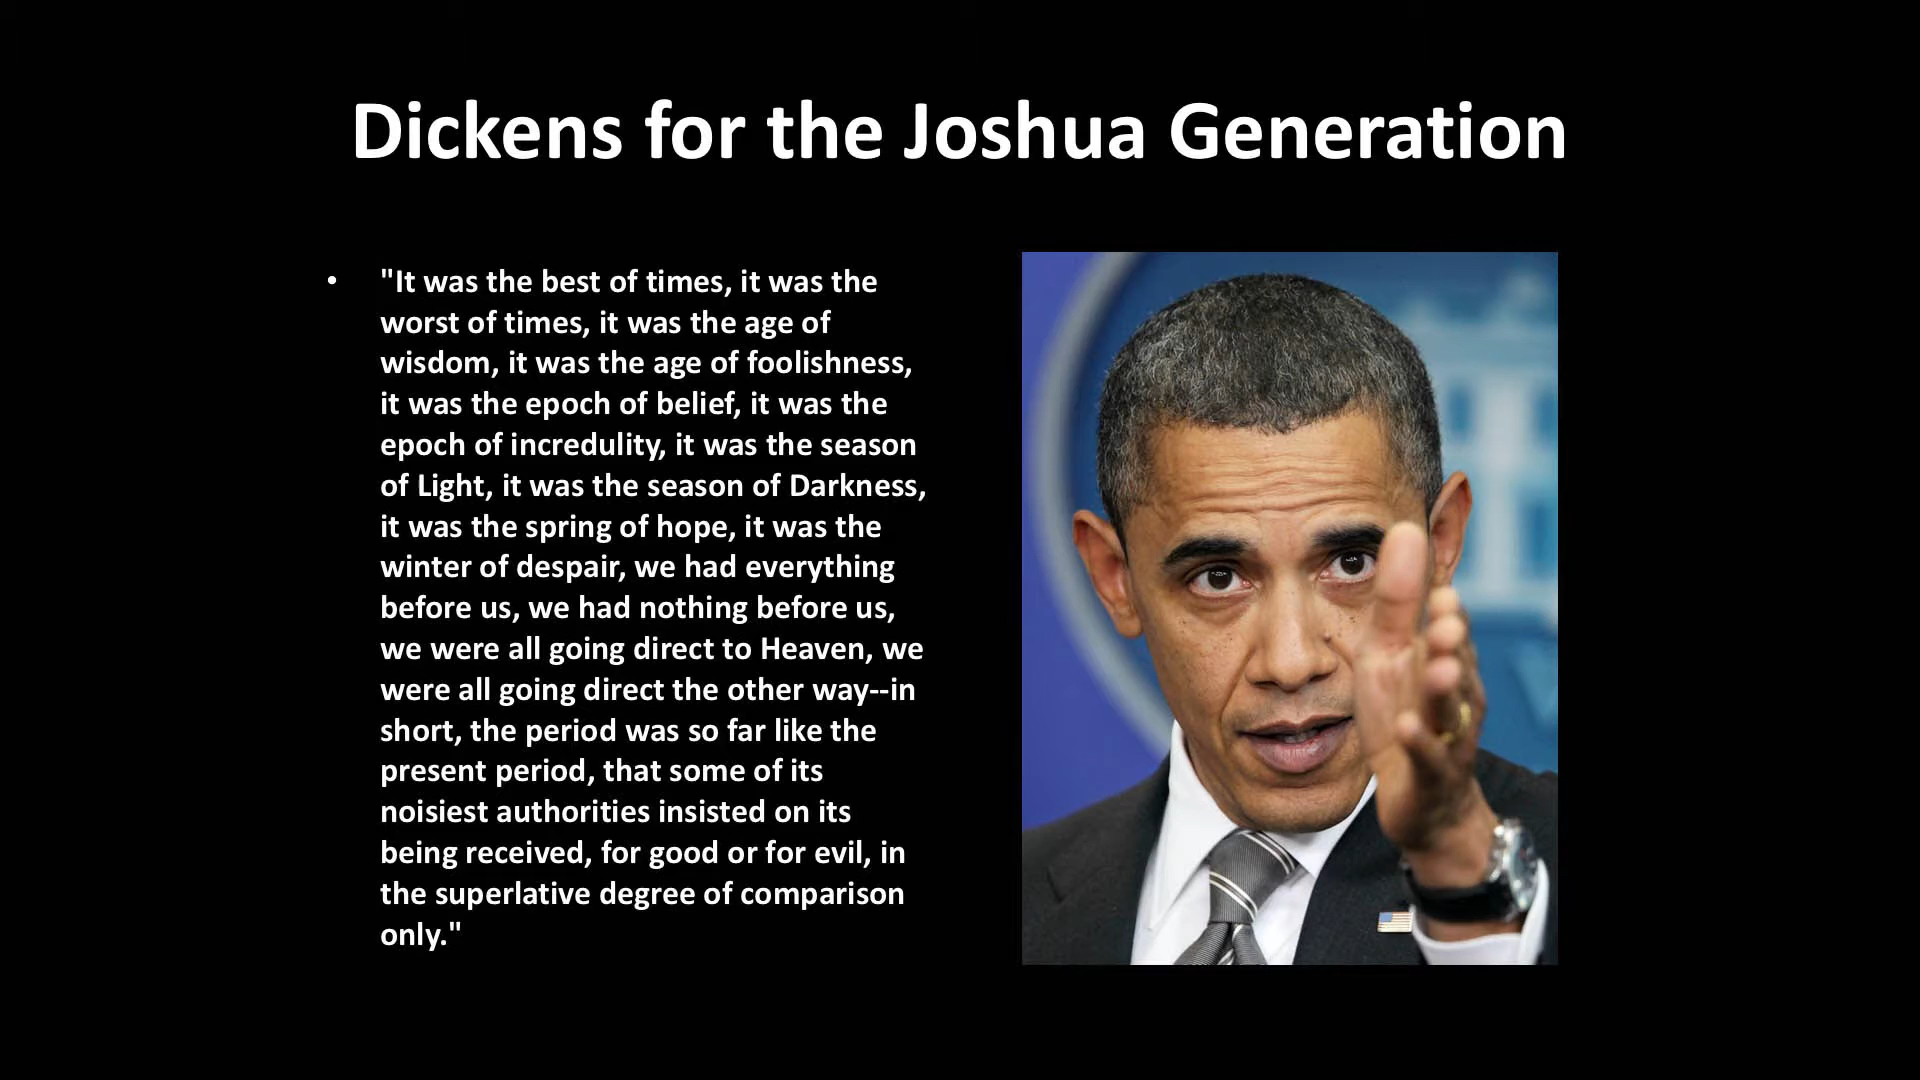 Dickens for the Joshua Generation
• "It was the best of times, it was the
worst of times, it was the age of
wisdom, it was the age of foolishness,
it was the epoch of belief, it was the
epoch of incredulity, it was the season
of Light, it was the season of Darkness,
it was the spring of hope, it was the
winter of despair, we had everything
before us, we had nothing before us,
we were all going direct to Heaven, we
were all going direct the other way--in
short, the period was so far like the
present period, that some of its
noisiest authorities insisted on its
being received, for good or for evil, in
the superlative degree of comparison
only."